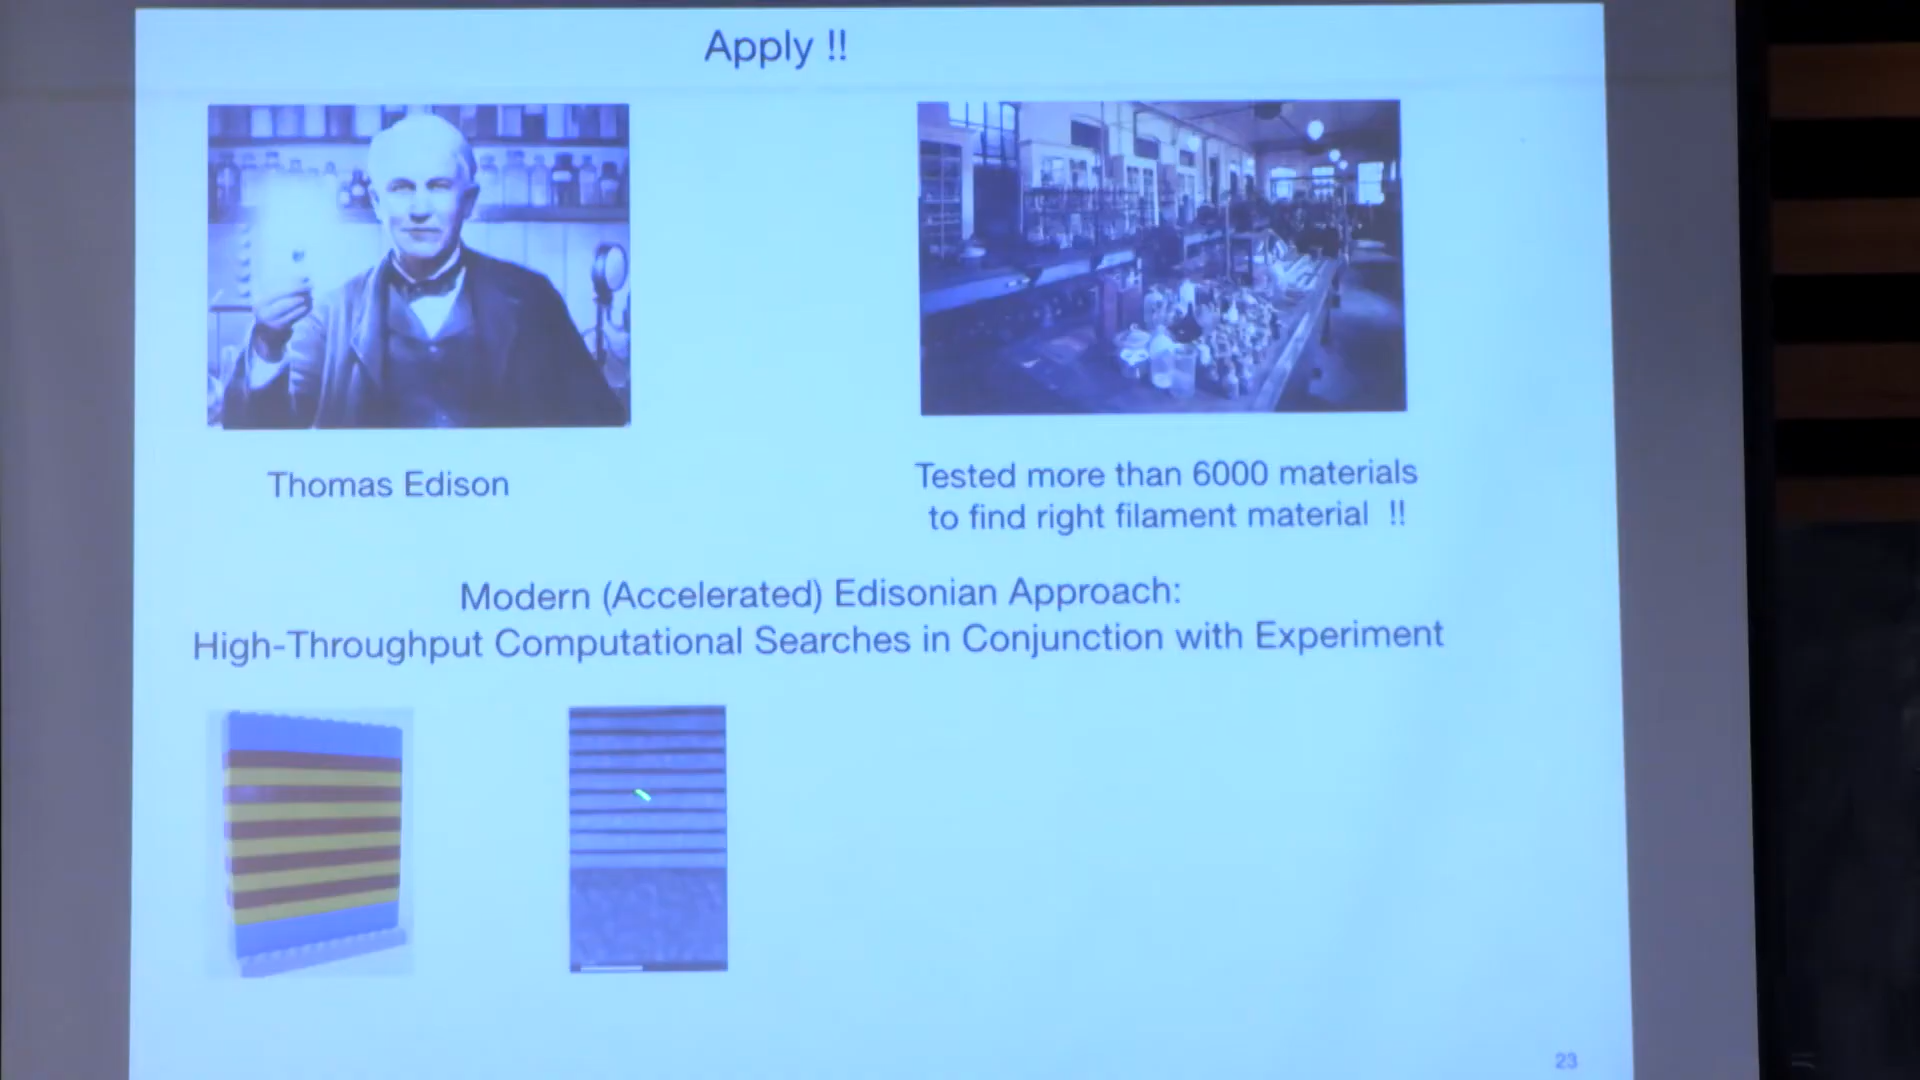 Apply !!
Thomas Edison
Tested more than 6000 materials
to find right filament material !!
Modern (Accelerated) Edisonian Approach:
High-Throughput Computational Searches in Conjunction with Experiment
23